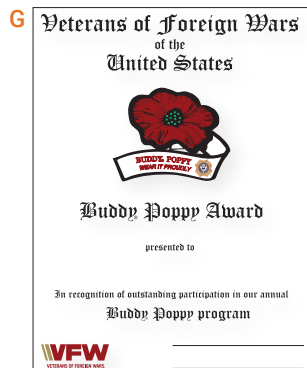 G
Veterans of Foreign Wars
of the
United States
BUDDY® POPPY
WEAR IT PROUDLY
Buddy® Poppy Award
presented to
In recognition of outstanding participation in our annual
Buddy Poppy program
VFW
VETERANS OF FOREIGN WARS.